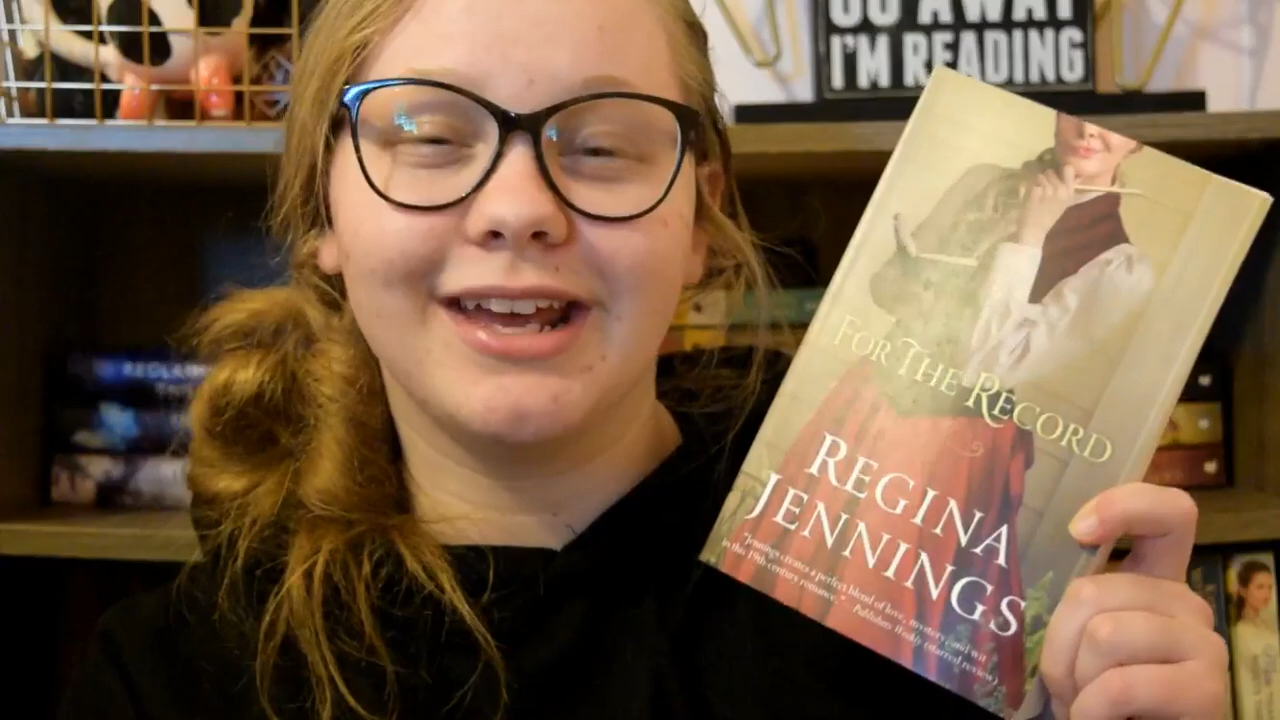 GO AWAY
I'M READING
FOR THE RECORD
REGINA
JENNINGS
"Jennings creates a perfect blend of love, mystery, and wit
in this 19th-century romance." Publishers Weekly (starred review)